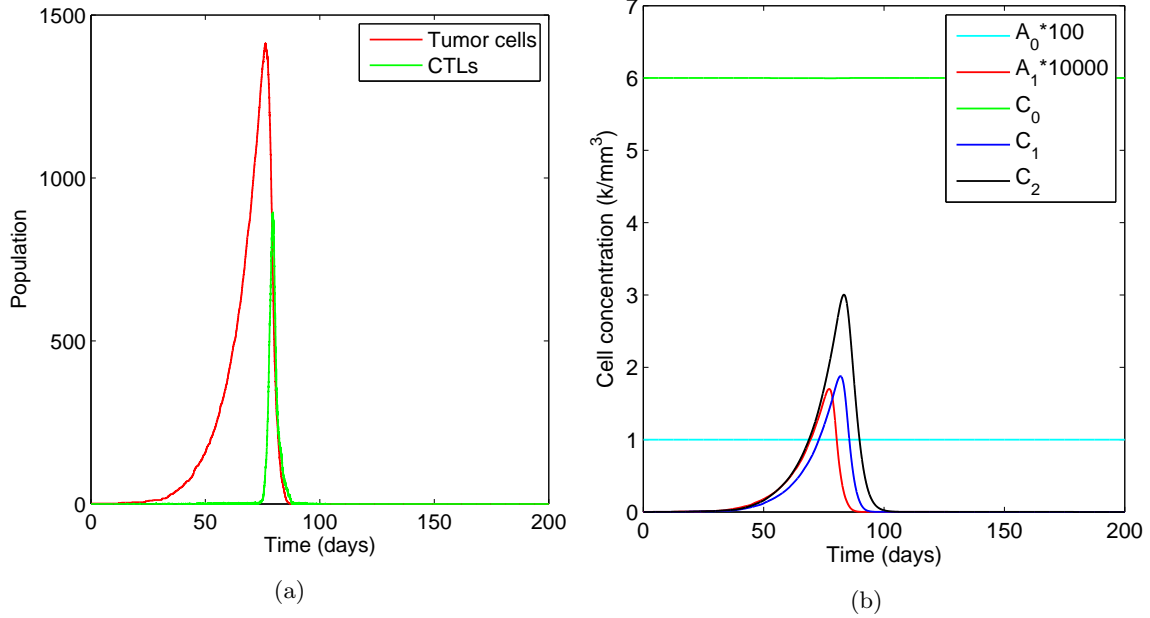 1500
1000
500
0
Population
0 50 100 150 200
Time (days)
Tumor cells
CTLs
(a)
7
6
5
4
3
2
1
0
Cell concentration (k/mm³)
0 50 100 150 200
Time (days)
A₀*100
A₁*10000
C₀
C₁
C₂
(b)